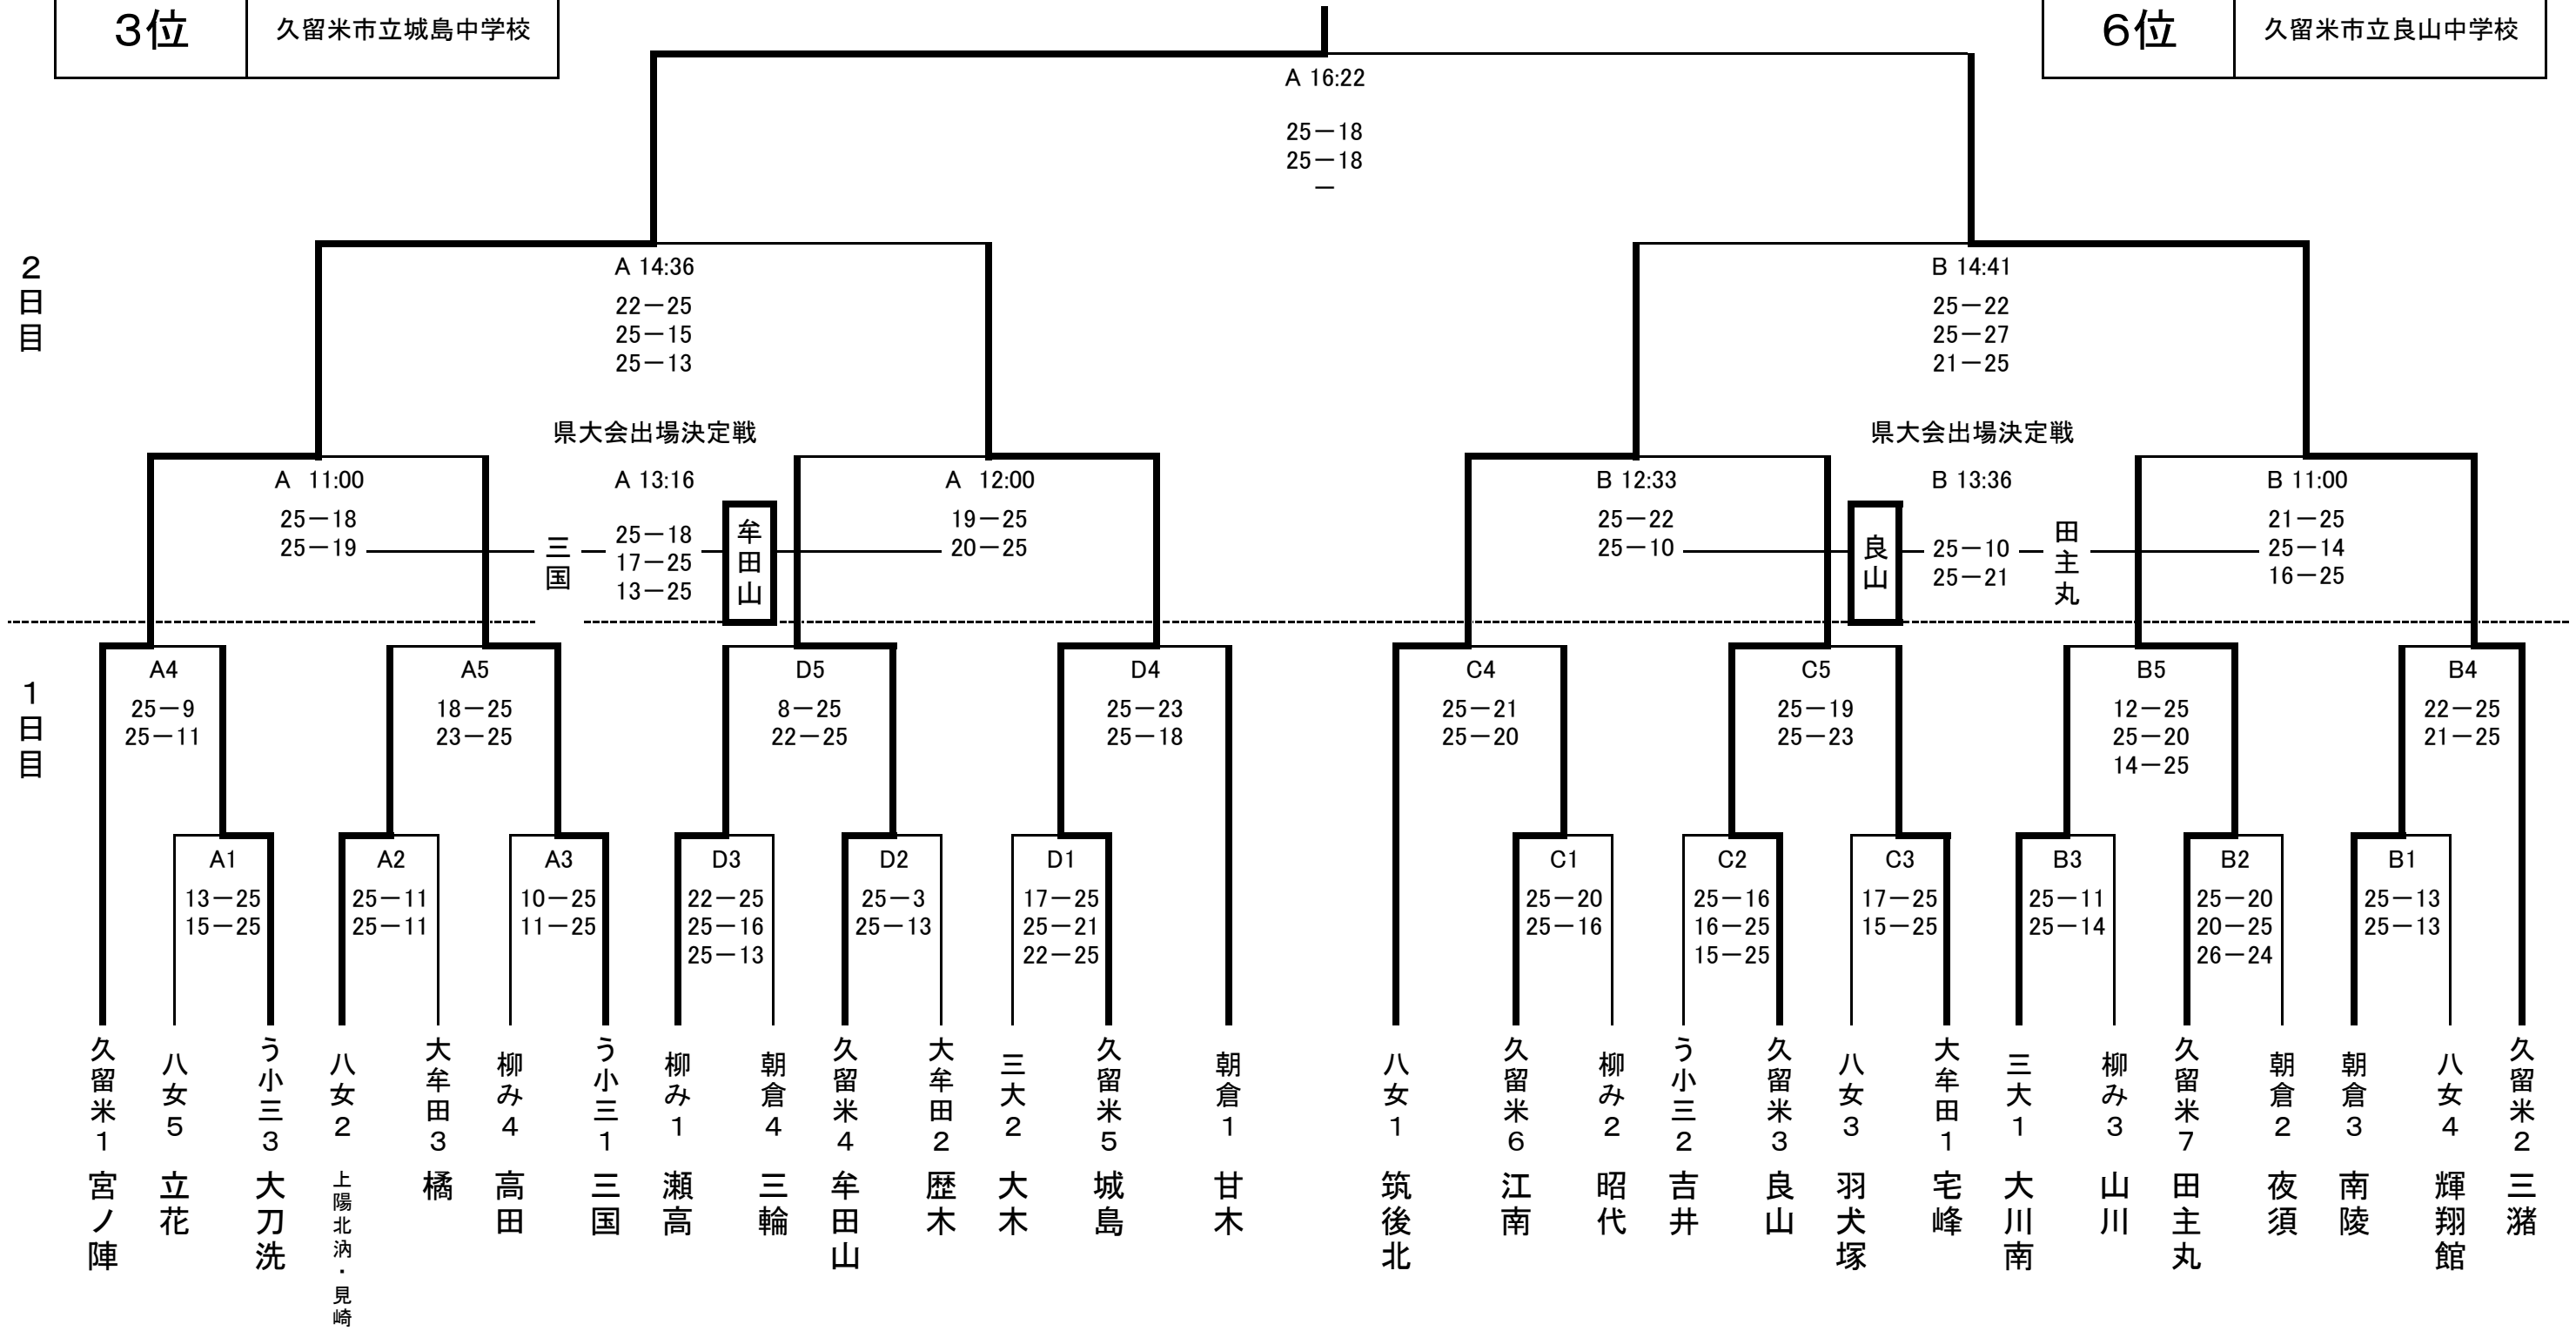 3位
久留米市立城島中学校
6位
久留米市立良山中学校
A 16:22
25－18
25－18
－
2日目
A 14:36
22－25
25－15
25－13
B 14:41
25－22
25－27
21－25
県大会出場決定戦
県大会出場決定戦
A 11:00
25－18
25－19
三国
A 13:16
25－18
17－25
13－25
牟田山
A 12:00
19－25
20－25
B 12:33
25－22
25－10
良山
B 13:36
25－10
25－21
田主丸
B 11:00
21－25
25－14
16－25
1日目
A4
25－9
25－11
A5
18－25
23－25
D5
8－25
22－25
D4
25－23
25－18
C4
25－21
25－20
C5
25－19
25－23
B5
12－25
25－20
14－25
B4
22－25
21－25
A1
13－25
15－25
A2
25－11
25－11
A3
10－25
11－25
D3
22－25
25－16
25－13
D2
25－3
25－13
D1
17－25
25－21
22－25
C1
25－20
25－16
C2
25－16
16－25
15－25
C3
17－25
15－25
B3
25－11
25－14
B2
25－20
20－25
26－24
B1
25－13
25－13
久留米1 宮ノ陣
八女5 立花
う小三3 大刀洗
八女2 上陽北汭・見崎
大牟田3 橘
柳み4 高田
う小三1 三国
柳み1 瀬高
朝倉4 三輪
久留米4 牟田山
大牟田2 歴木
三大2 大木
久留米5 城島
朝倉1 甘木
八女1 筑後北
久留米6 江南
柳み2 昭代
う小三2 吉井
久留米3 良山
八女3 羽犬塚
大牟田1 宅峰
三大1 大川南
柳み3 山川
久留米7 田主丸
朝倉2 夜須
朝倉3 南陵
八女4 輝翔館
久留米2 三潴